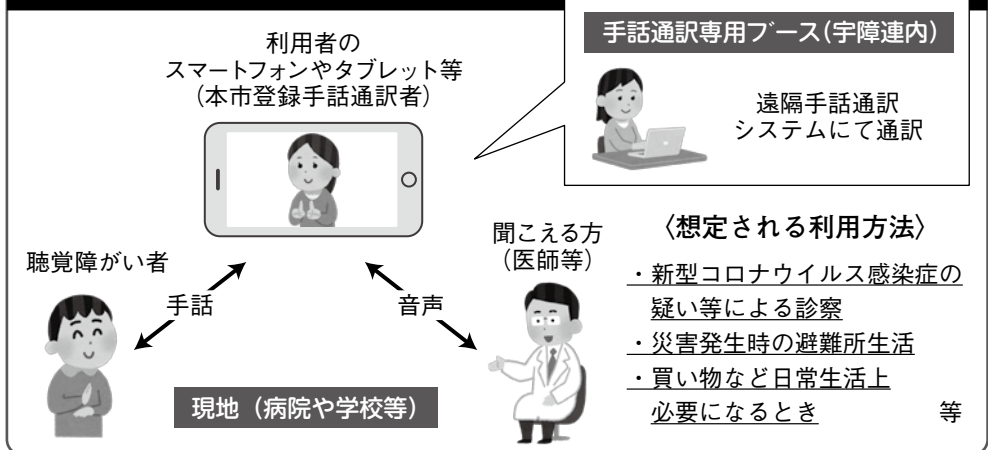 手話通訳専用ブース(宇障連内)
遠隔手話通訳
システムにて通訳
利用者の
スマートフォンやタブレット等
(本市登録手話通訳者)
聴覚障がい者
手話
音声
聞こえる方
(医師等)
現地(病院や学校等)
〈想定される利用方法〉
・新型コロナウイルス感染症の
疑い等による診察
・災害発生時の避難所生活
・買い物など日常生活上
必要になるとき 等